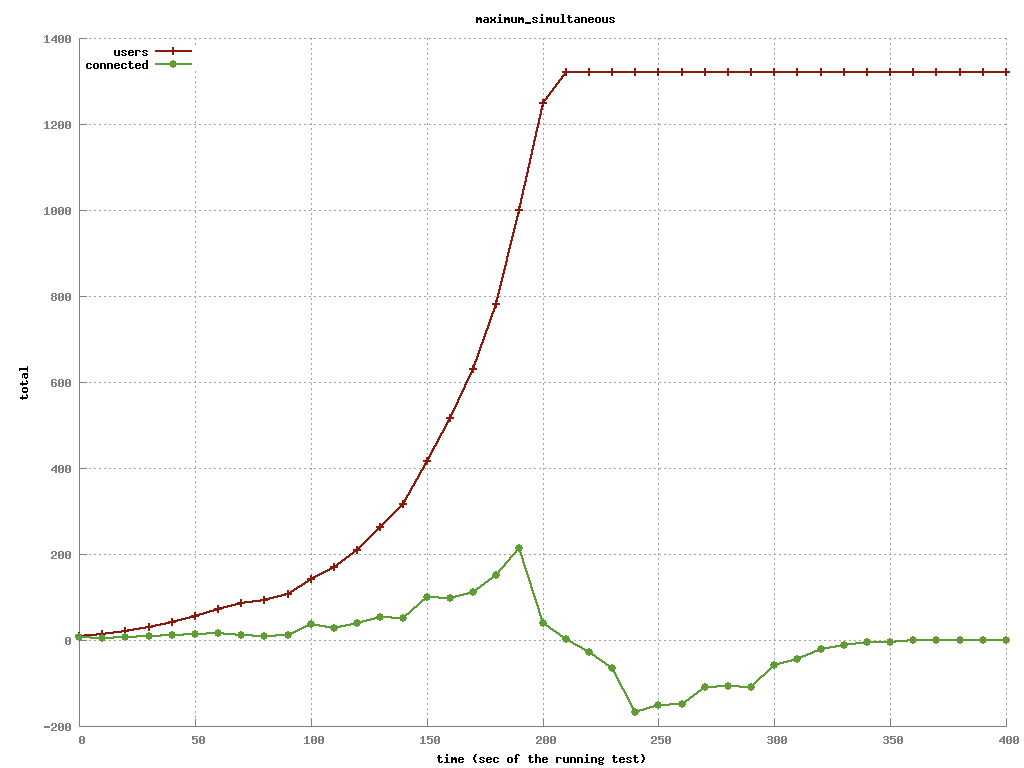 maximum_simultaneous
users
connected
1400
1200
1000
800
600
400
200
0
-200
total
0 50 100 150 200 250 300 350 400
time (sec of the running test)